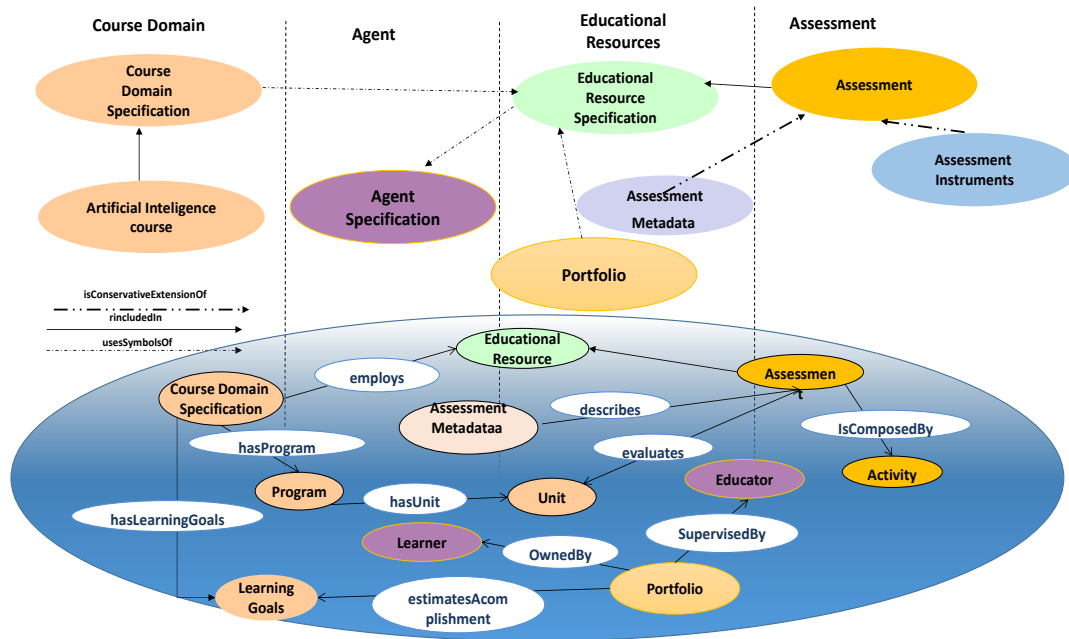 Course Domain
Agent
Educational
Resources
Assessment
Course
Domain
Specification
Educational
Resource
Specification
Assessment
Assessment
Instruments
Artificial Inteligence
course
Agent
Specification
Assessment
Metadata
Portfolio
isConservativeExtensionOf
rincludedIn
usesSymbolsOf
Educational
Resource
employs
Assessmen
t
Course Domain
Specification
Assessment
Metadataa
describes
IsComposedBy
hasProgram
evaluates
Educator
Activity
Program
hasUnit
Unit
hasLearningGoals
Learner
OwnedBy
SupervisedBy
Portfolio
Learning
Goals
estimatesAcom
plishment